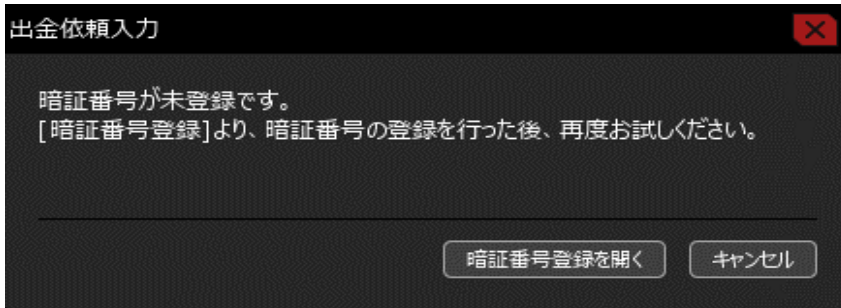 出金依頼入力
暗証番号が未登録です。
[暗証番号登録]より、暗証番号の登録を行った後、再度お試しください。
暗証番号登録を開く
キャンセル